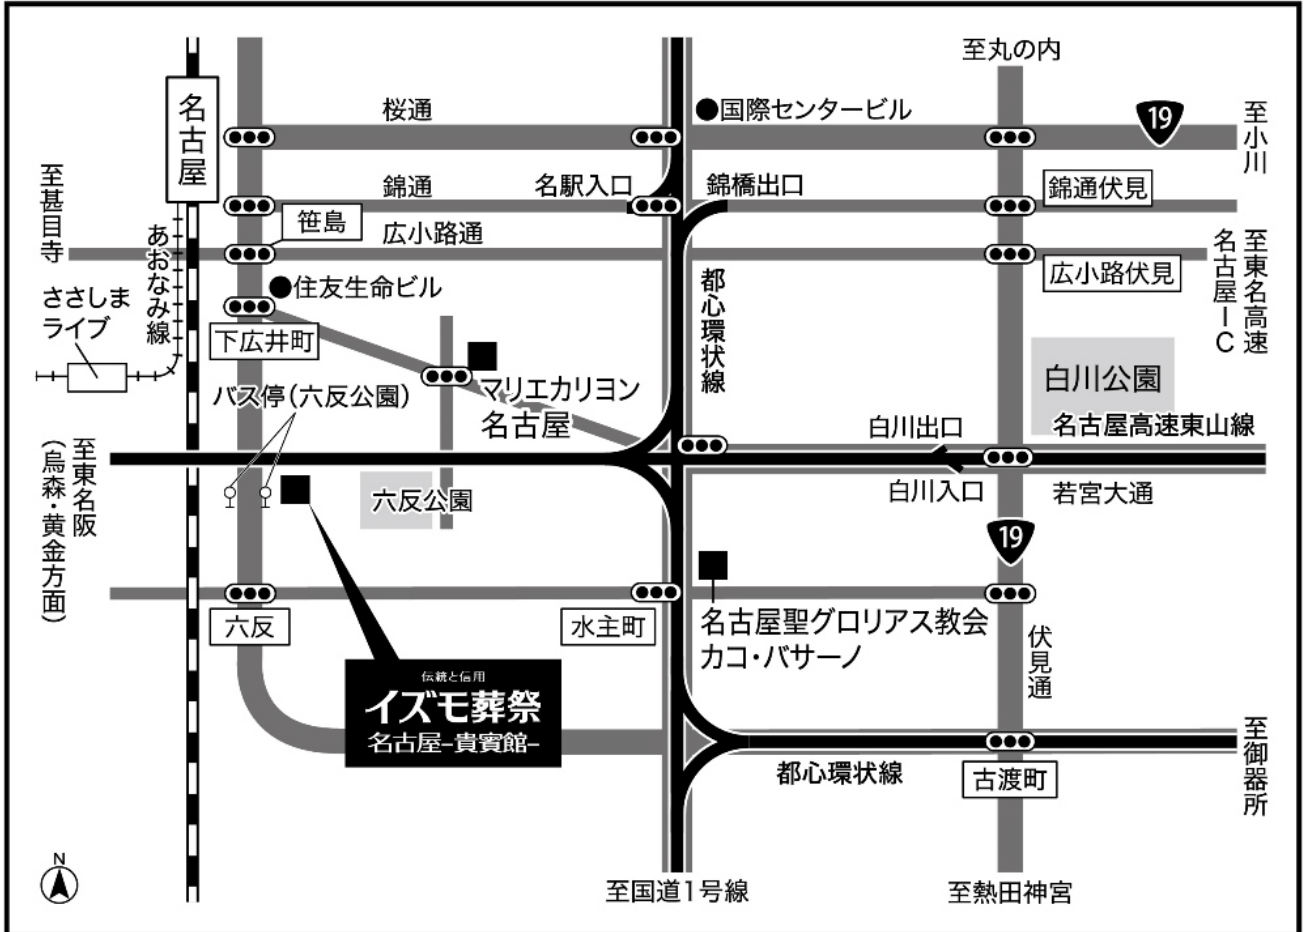 至丸の内
名古屋
桜通
国際センタービル
19
至小川
至甚目寺
錦通
名駅入口
錦橋出口
錦通伏見
笹島
広小路通
あおなみ線
住友生命ビル
都心環状線
広小路伏見
至東名高速
名古屋IC
ささしま
ライブ
下広井町
バス停(六反公園)
マリエカリヨン
名古屋
白川公園
白川出口
名古屋高速東山線
至東名阪
(烏森・黄金方面)
六反公園
白川入口
若宮大通
19
六反
水主町
名古屋聖グロリアス教会
カコ・バサーノ
伏見通
伝統と信用
イズモ葬祭
名古屋-貴賓館-
都心環状線
古渡町
至御器所
N
至国道1号線
至熱田神宮